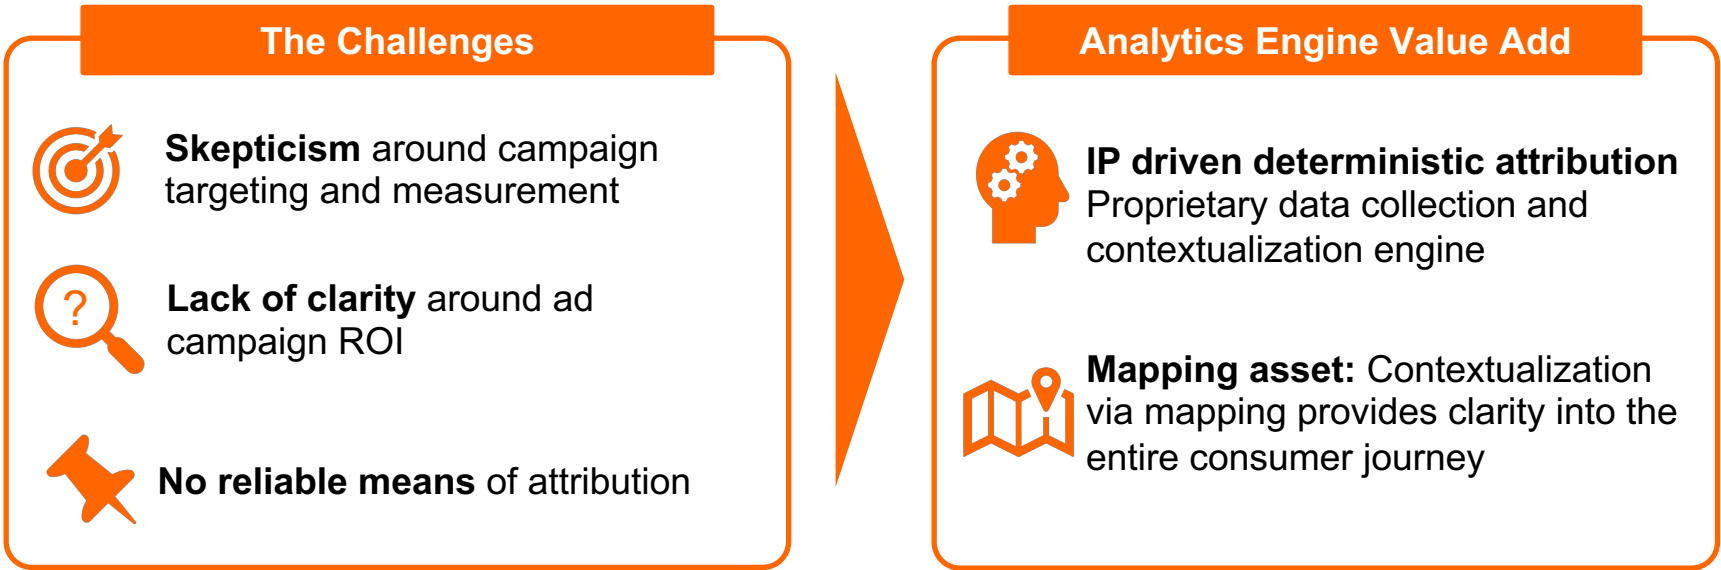 The Challenges
Skepticism around campaign
targeting and measurement
?
Lack of clarity around ad
campaign ROI
No reliable means of attribution
Analytics Engine Value Add
IP driven deterministic attribution
Proprietary data collection and
contextualization engine
Mapping asset: Contextualization
via mapping provides clarity into the
entire consumer journey